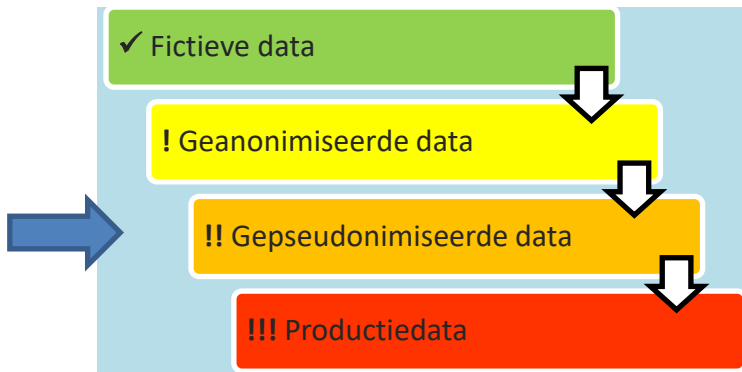 ✓ Fictieve data
! Geanonimiseerde data
!! Gepseudonimiseerde data
!!! Productiedata